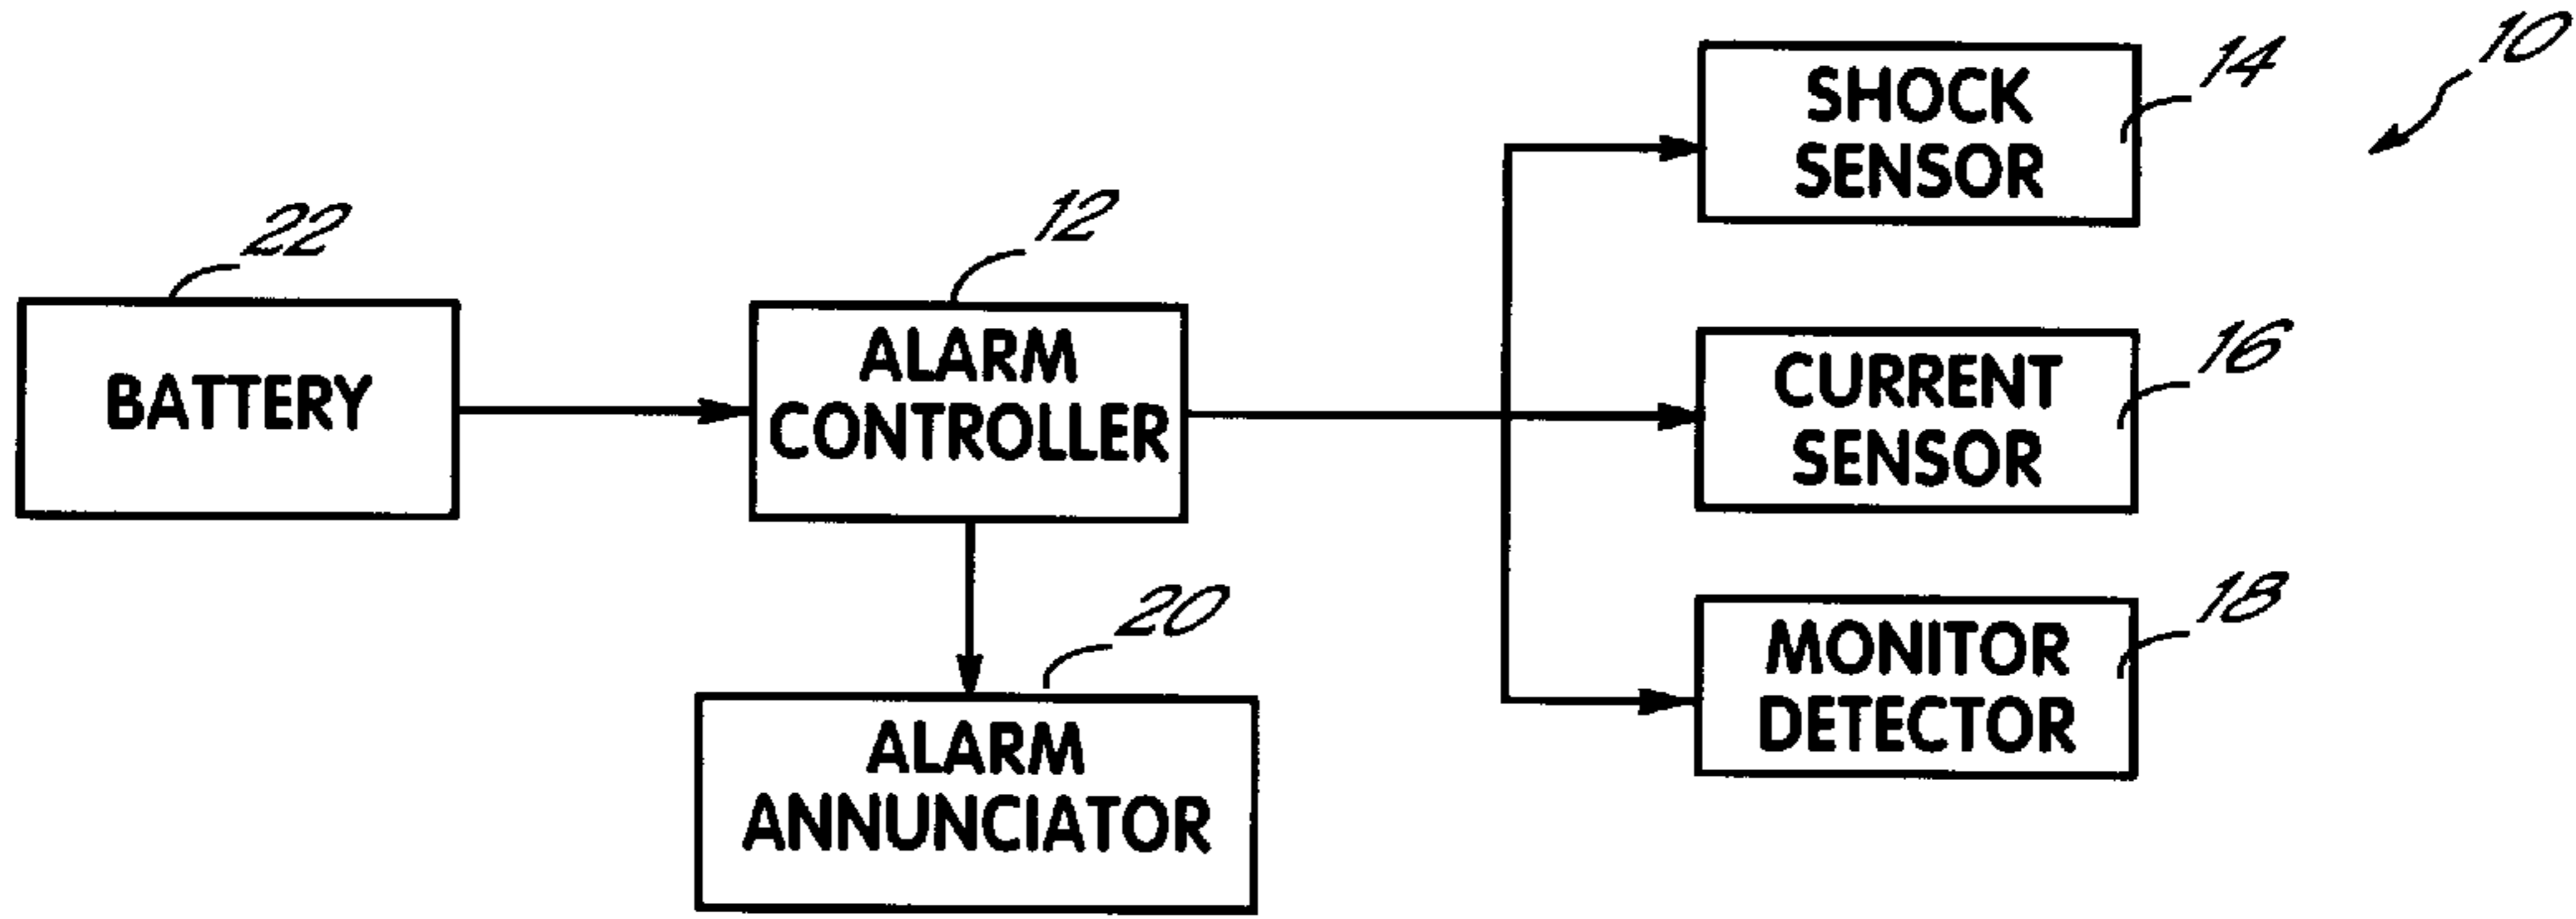 10
14
SHOCK
SENSOR
22
12
BATTERY
ALARM
CONTROLLER
16
CURRENT
SENSOR
20
ALARM
ANNUNCIATOR
18
MONITOR
DETECTOR